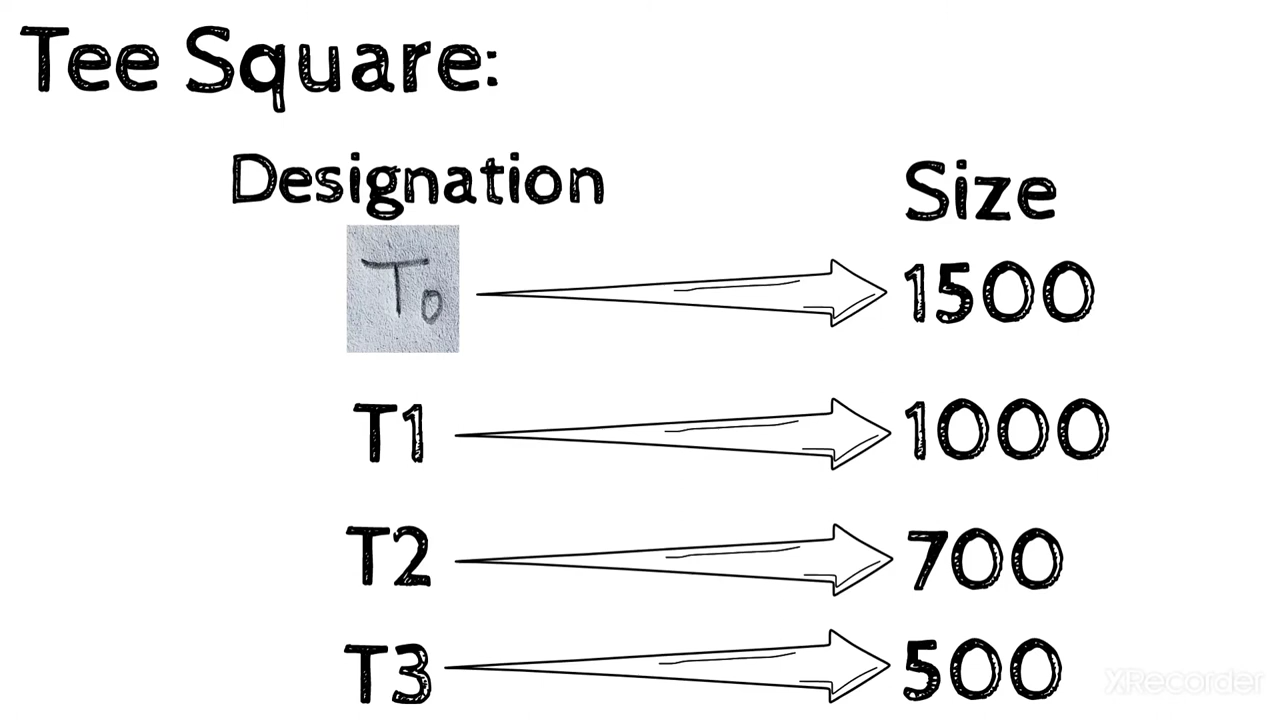 Tee Square:
Designation Size
T0 1500
T1 1000
T2 700
T3 500
XRecorder